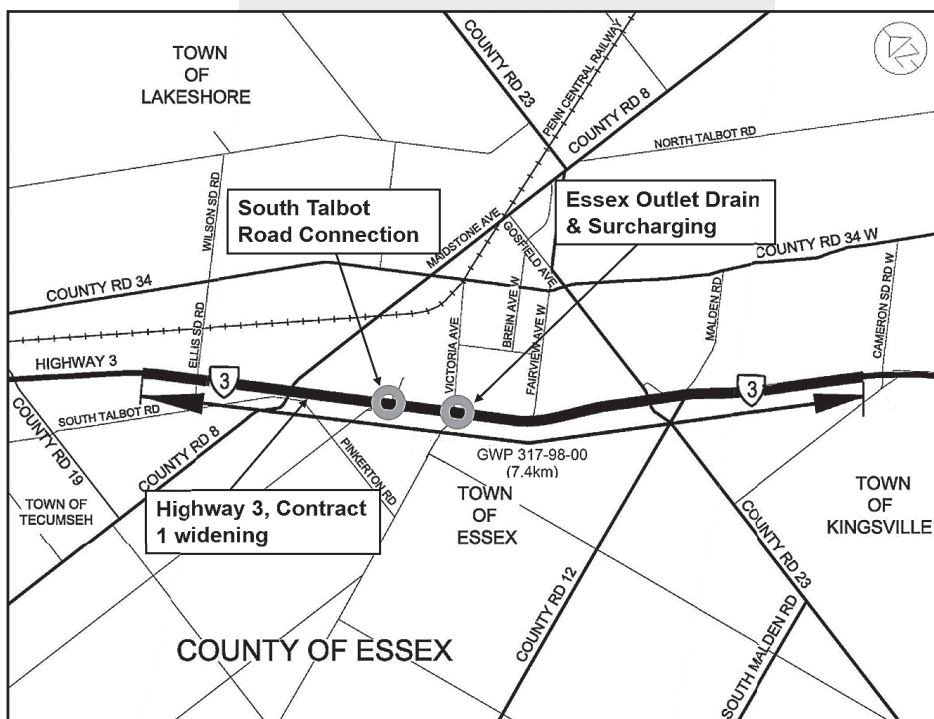 TOWN
OF
LAKESHORE
COUNTY RD 23
PENN CENTRAL RAILWAY
COUNTY RD 8
NORTH TALBOT RD
WILSON SD RD
South Talbot
Road Connection
Essex Outlet Drain
& Surcharging
MAIDSTONE AVE
GOSFIELD AVE
COUNTY RD 34 W
COUNTY RD 34
ELLIS SD RD
VICTORIA AVE
BREIN AVE W
FAIRVIEW AVE W
MALDEN RD
CAMERON SD RD W
HIGHWAY 3
3
3
SOUTH TALBOT RD
COUNTY RD 19
COUNTY RD 8
PINKERTON RD
GWP 317-98-00
(7.4km)
TOWN OF
TECUMSEH
Highway 3, Contract
1 widening
TOWN
OF
ESSEX
TOWN
OF
KINGSVILLE
COUNTY RD 23
COUNTY RD 12
SOUTH MALDEN RD
COUNTY OF ESSEX